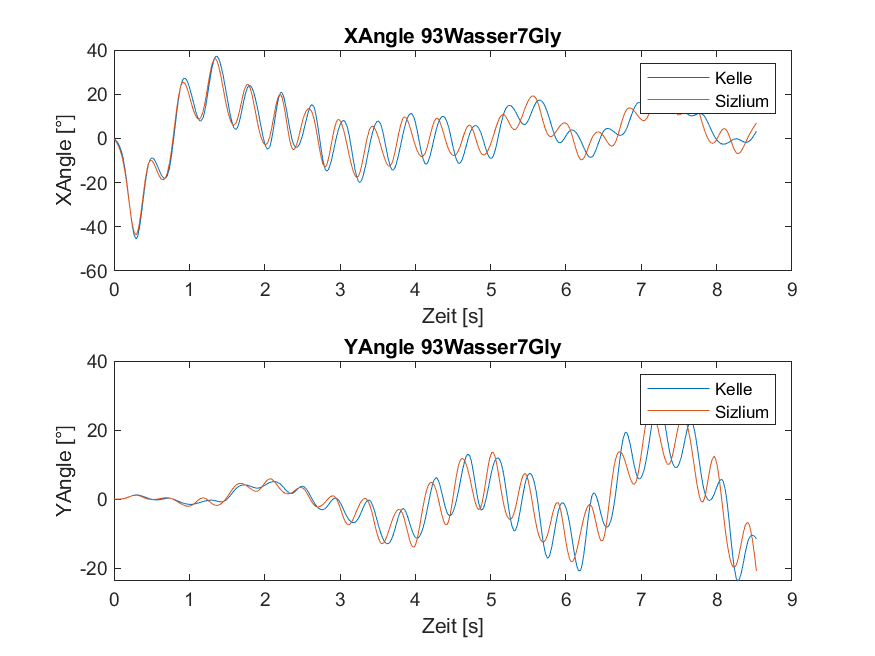 XAngle 93Wasser7Gly
40
20
0
-20
-40
-60
XAngle [°]
Kelle
Sizlium
0 1 2 3 4 5 6 7 8 9
Zeit [s]
YAngle 93Wasser7Gly
40
20
0
-20
YAngle [°]
Kelle
Sizlium
0 1 2 3 4 5 6 7 8 9
Zeit [s]